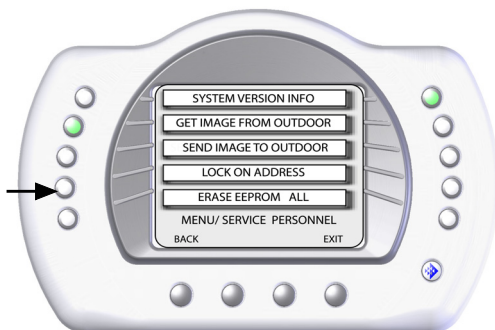 SYSTEM VERSION INFO
GET IMAGE FROM OUTDOOR
SEND IMAGE TO OUTDOOR
LOCK ON ADDRESS
ERASE EEPROM ALL
MENU/ SERVICE PERSONNEL
BACK EXIT